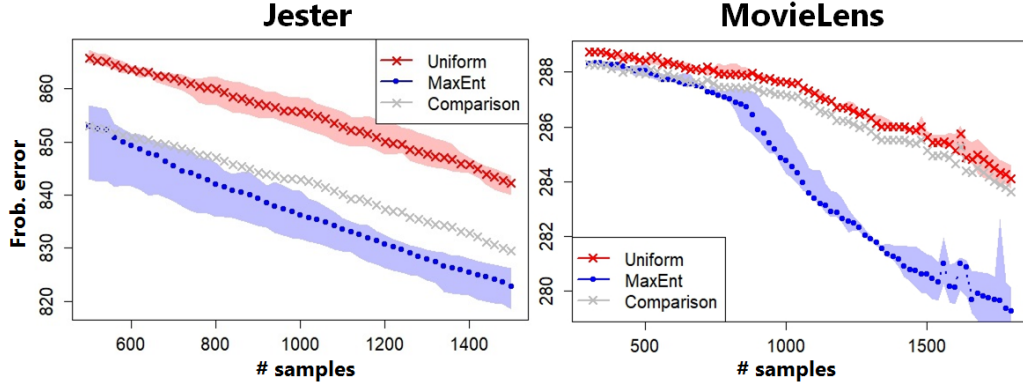 Jester
MovieLens
Frob. error
860
850
840
830
820
Uniform
MaxEnt
Comparison
600
800
1000
1200
1400
# samples
288
286
284
282
280
Uniform
MaxEnt
Comparison
500
1000
1500
# samples